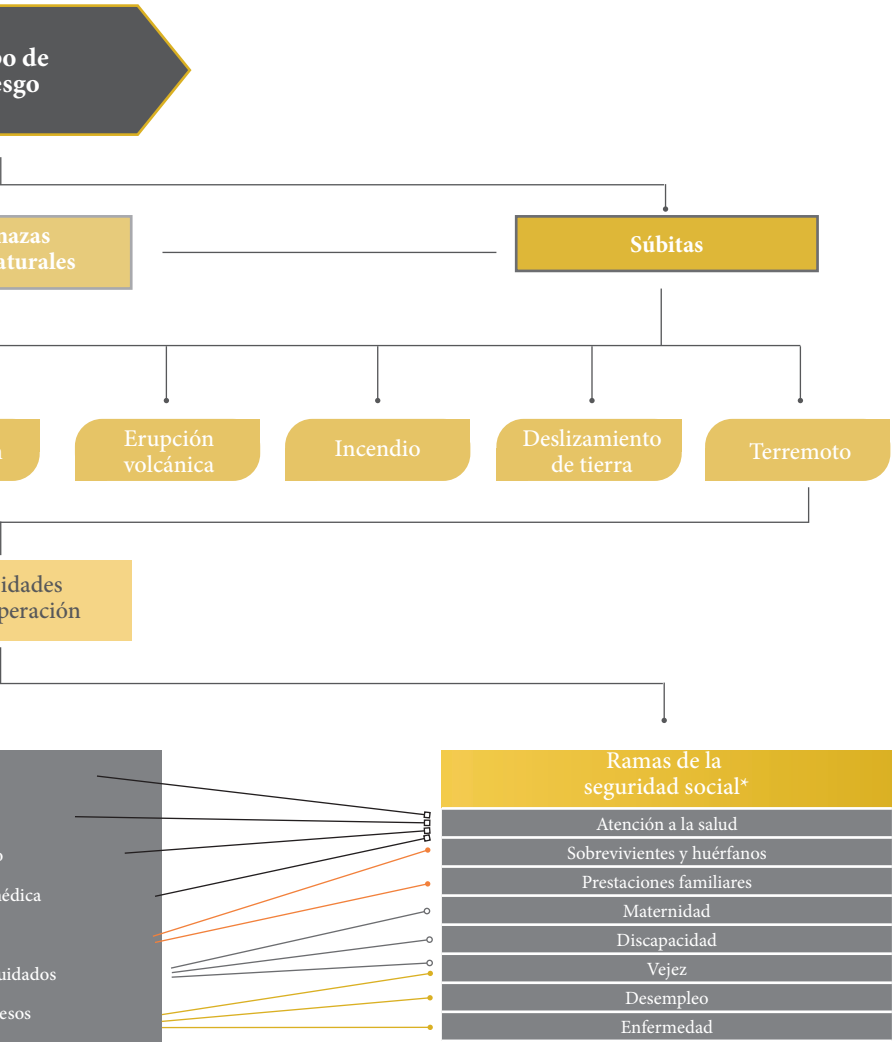 o de
esgo
nazas
aturales
Súbitas
Erupción
volcánica
Incendio
Deslizamiento
de tierra
Terremoto
idades
peración
Ramas de la
seguridad social*
Atención a la salud
Sobrevivientes y huérfanos
Prestaciones familiares
Maternidad
Discapacidad
Vejez
Desempleo
Enfermedad
o
édica
uidados
esos